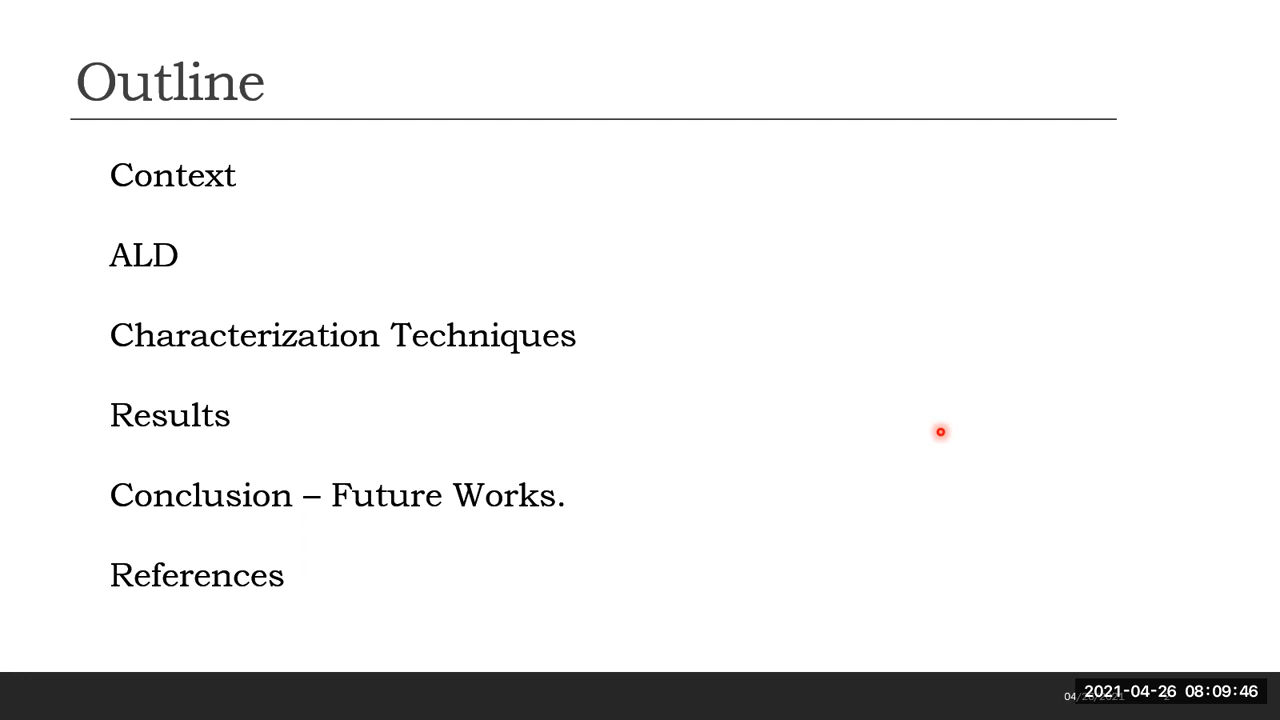 Outline
Context
ALD
Characterization Techniques
Results
Conclusion – Future Works.
References
2021-04-26 08:09:46